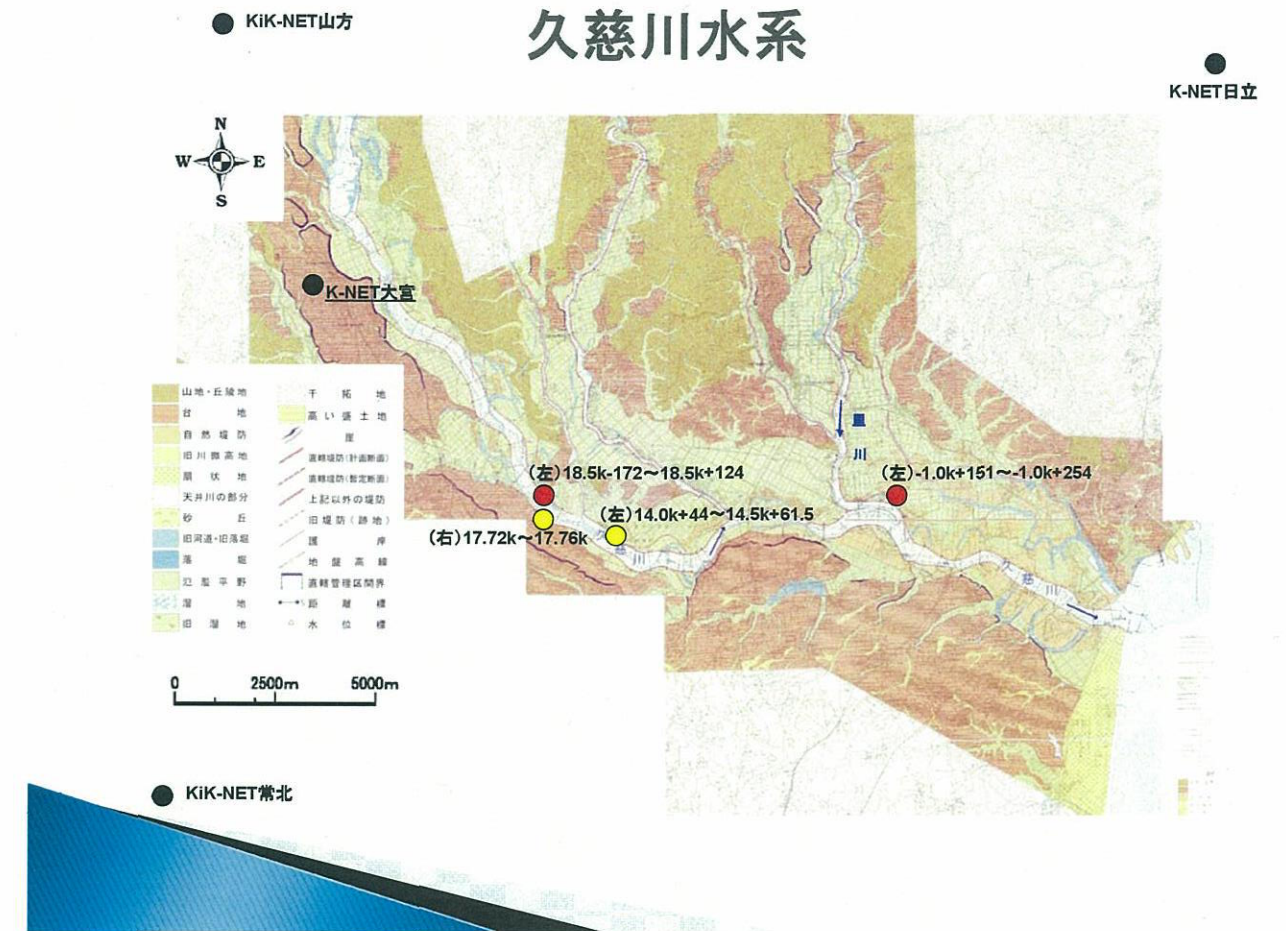 久慈川水系
KiK-NET山方
K-NET日立
N
W E
S
K-NET大宮
山地・丘陵地
台地
自然堤防
旧川微高地
扇状地
天井川の部分
砂丘
旧河道・旧落堀
落堀
氾濫平野
湿地
旧湿地
干拓地
高い盛土地
崖
直轄堤防(計画断面)
直轄堤防(暫定断面)
上記以外の堤防
旧堤防(跡地)
護岸
地盤高線
直轄管理区間界
距離標
水位標
里川
(左)18.5k-172～18.5k+124
(左)-1.0k+151～-1.0k+254
(左)14.0k+44～14.5k+61.5
(右)17.72k～17.76k
慈川
久慈川
0 2500m 5000m
KiK-NET常北